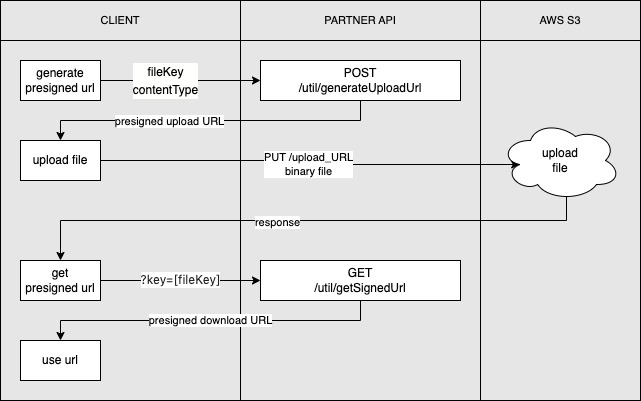 CLIENT
PARTNER API
AWS S3
generate
presigned url
fileKey
contentType
POST
/util/generateUploadUrl
presigned upload URL
upload file
PUT /upload_URL
binary file
upload
file
response
get
presigned url
?key=[fileKey]
GET
/util/getSignedUrl
presigned download URL
use url